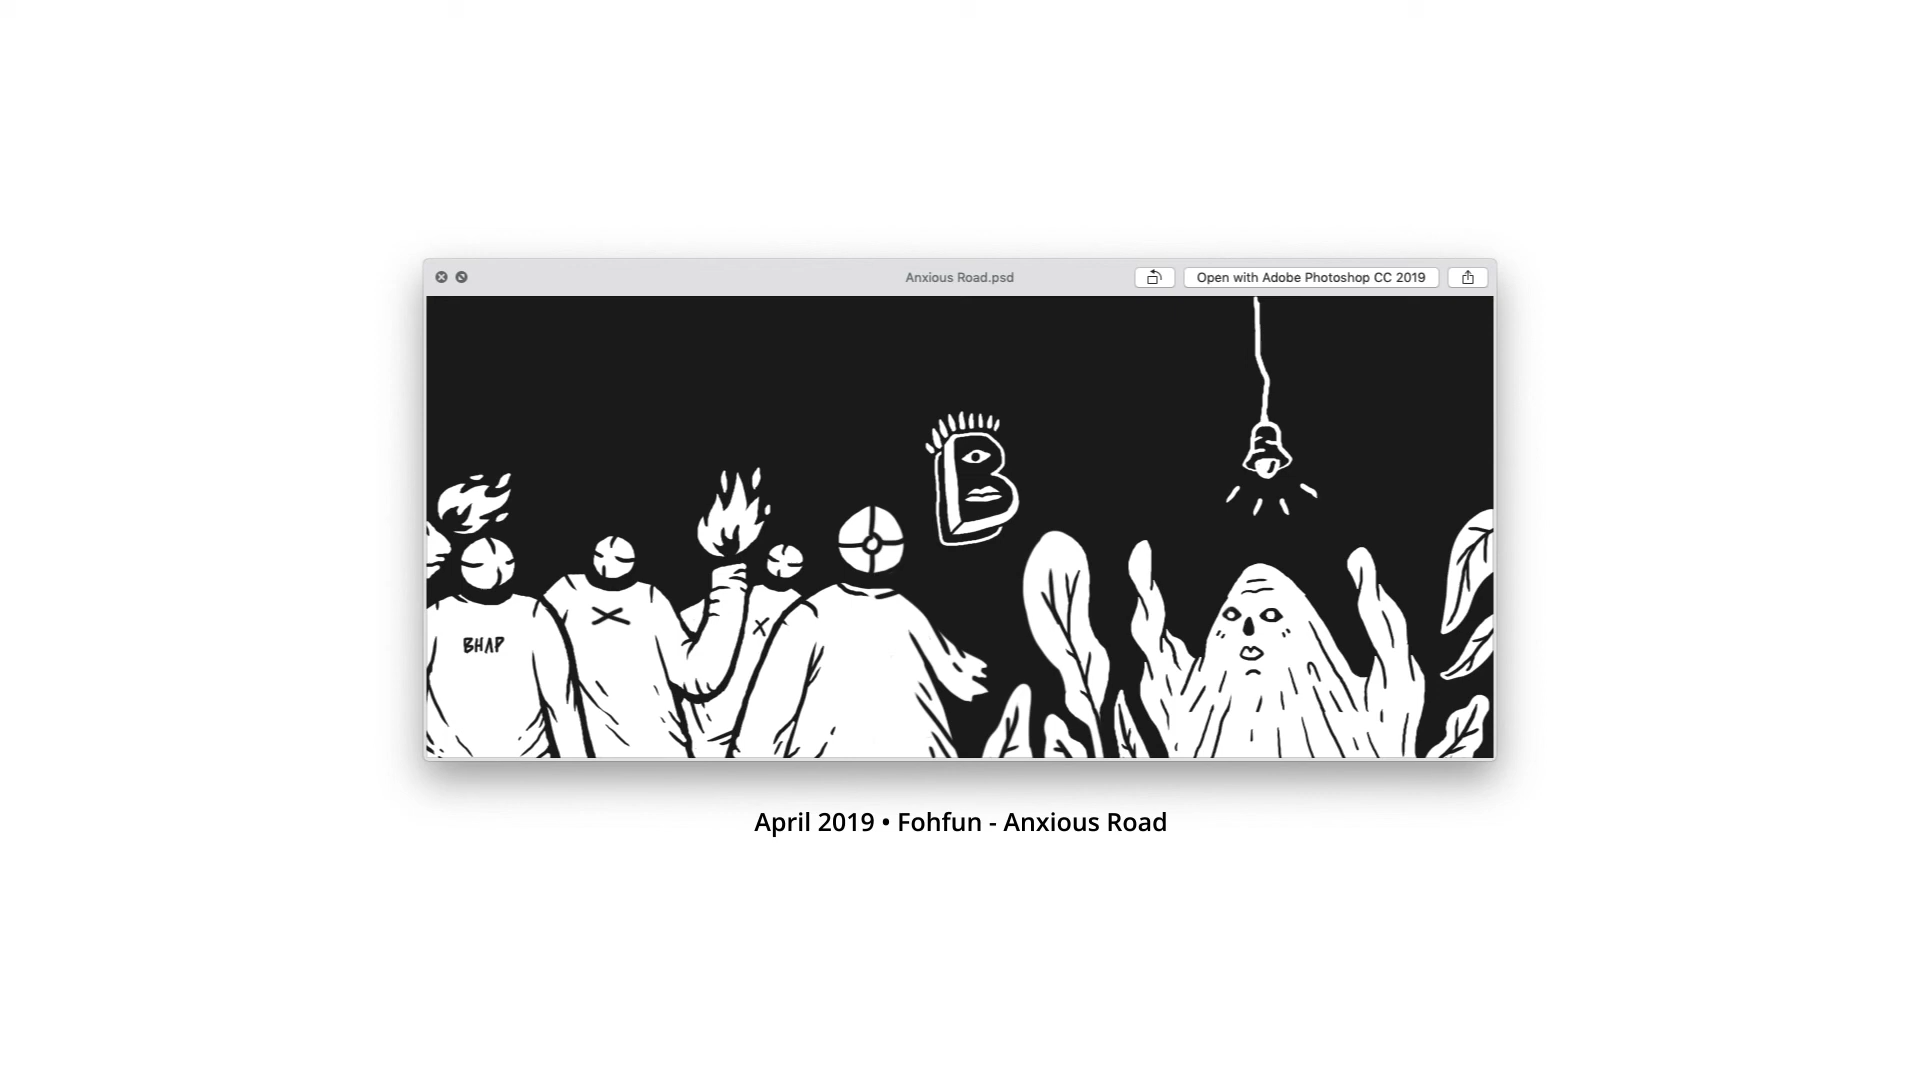 Anxious Road.psd
Open with Adobe Photoshop CC 2019
B
BHAP
April 2019 • Fohfun - Anxious Road